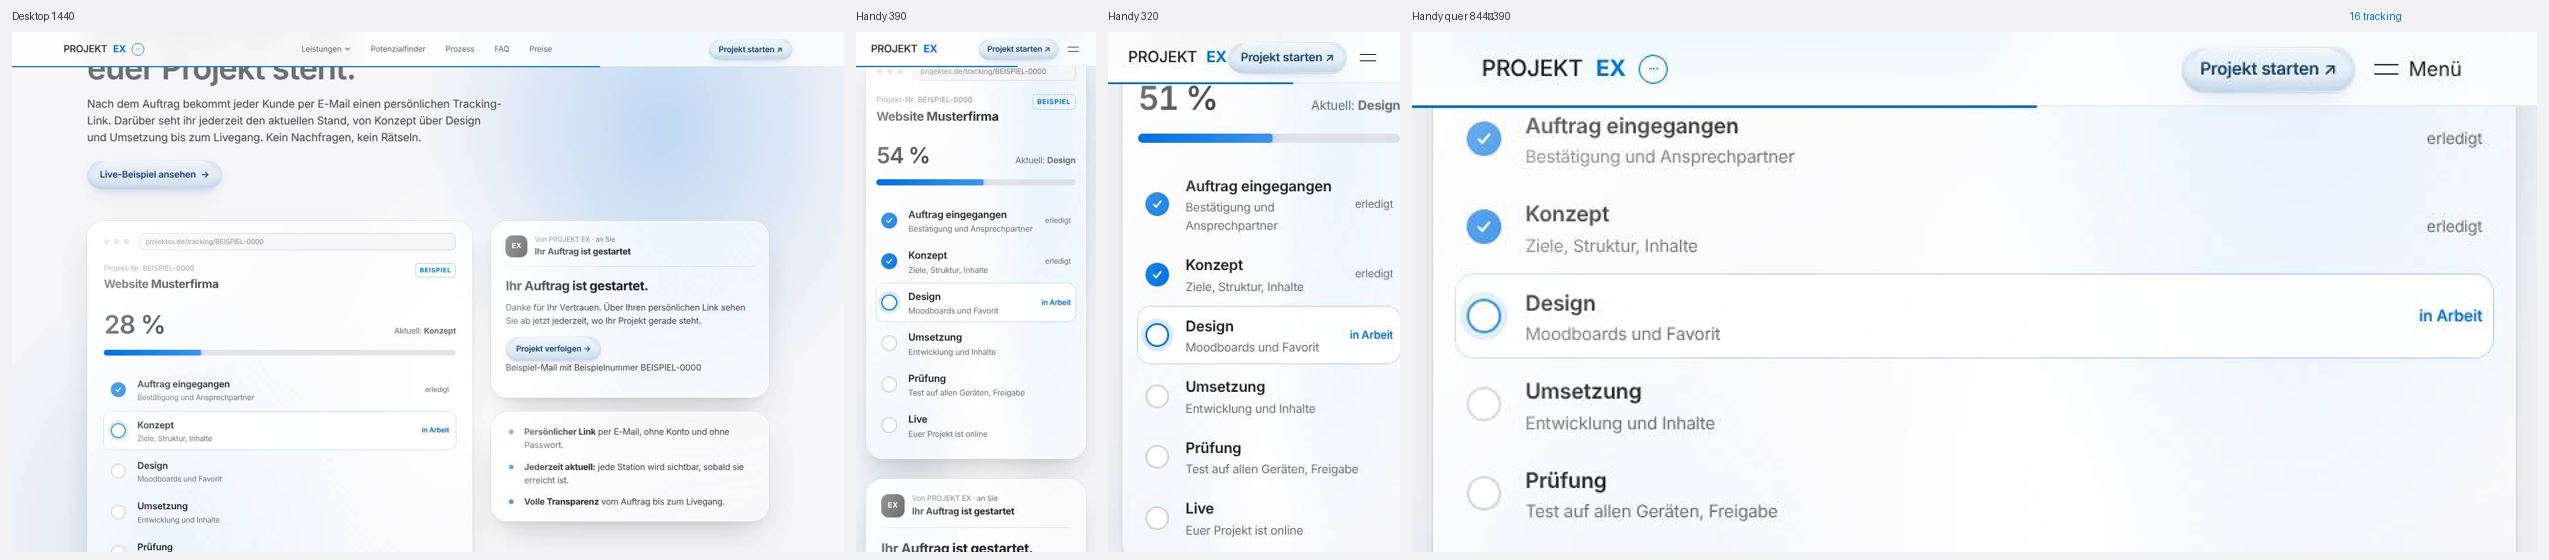 Desktop 1440
PROJEKT EX
Leistungen
Potenzialfinder
Prozess
FAQ
Preise
Projekt starten ↗
euer Projekt steht.
Nach dem Auftrag bekommt jeder Kunde per E-Mail einen persönlichen Tracking-
Link. Darüber seht ihr jederzeit den aktuellen Stand, von Konzept über Design
und Umsetzung bis zum Livegang. Kein Nachfragen, kein Rätseln.
Live-Beispiel ansehen →
projektex.de/tracking/BEISPIEL-0000
Projekt-Nr. BEISPIEL-0000
BEISPIEL
Website Musterfirma
28 %
Aktuell: Konzept
Auftrag eingegangen
Bestätigung und Ansprechpartner
erledigt
Konzept
Ziele, Struktur, Inhalte
in Arbeit
Design
Moodboards und Favorit
Umsetzung
Entwicklung und Inhalte
Prüfung
EX
Von PROJEKT EX · an Sie
Ihr Auftrag ist gestartet
Ihr Auftrag ist gestartet.
Danke für Ihr Vertrauen. Über Ihren persönlichen Link sehen
Sie ab jetzt jederzeit, wo Ihr Projekt gerade steht.
Projekt verfolgen →
Beispiel-Mail mit Beispielnummer BEISPIEL-0000
Persönlicher Link per E-Mail, ohne Konto und ohne
Passwort.
Jederzeit aktuell: jede Station wird sichtbar, sobald sie
erreicht ist.
Volle Transparenz vom Auftrag bis zum Livegang.
Handy 390
PROJEKT EX
Projekt starten ↗
projektex.de/tracking/BEISPIEL-0000
Projekt-Nr. BEISPIEL-0000
BEISPIEL
Website Musterfirma
54 %
Aktuell: Design
Auftrag eingegangen
Bestätigung und Ansprechpartner
erledigt
Konzept
Ziele, Struktur, Inhalte
erledigt
Design
Moodboards und Favorit
in Arbeit
Umsetzung
Entwicklung und Inhalte
Prüfung
Test auf allen Geräten, Freigabe
Live
Euer Projekt ist online
EX
Von PROJEKT EX · an Sie
Ihr Auftrag ist gestartet
Ihr Auftrag ist gestartet.
Handy 320
PROJEKT EX
Projekt starten ↗
51 %
Aktuell: Design
Auftrag eingegangen
Bestätigung und
Ansprechpartner
erledigt
Konzept
Ziele, Struktur, Inhalte
erledigt
Design
Moodboards und Favorit
in Arbeit
Umsetzung
Entwicklung und Inhalte
Prüfung
Test auf allen Geräten, Freigabe
Live
Euer Projekt ist online
Handy quer 844 390
16 tracking
PROJEKT EX
Projekt starten ↗
Menü
Auftrag eingegangen
Bestätigung und Ansprechpartner
erledigt
Konzept
Ziele, Struktur, Inhalte
erledigt
Design
Moodboards und Favorit
in Arbeit
Umsetzung
Entwicklung und Inhalte
Prüfung
Test auf allen Geräten, Freigabe